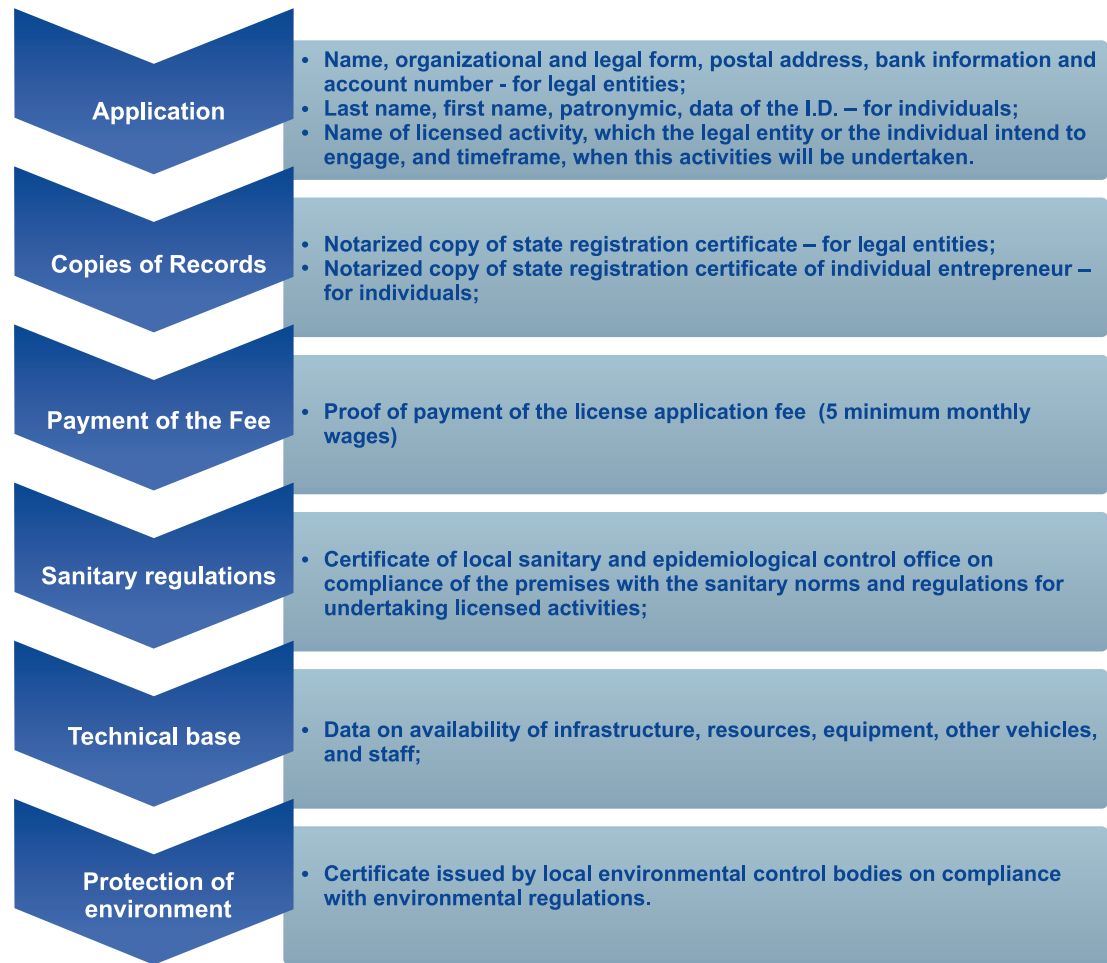 Application
• Name, organizational and legal form, postal address, bank information and
account number - for legal entities;
• Last name, first name, patronymic, data of the I.D. – for individuals;
• Name of licensed activity, which the legal entity or the individual intend to
engage, and timeframe, when this activities will be undertaken.
Copies of Records
• Notarized copy of state registration certificate – for legal entities;
• Notarized copy of state registration certificate of individual entrepreneur –
for individuals;
Payment of the Fee
• Proof of payment of the license application fee (5 minimum monthly
wages)
Sanitary regulations
• Certificate of local sanitary and epidemiological control office on
compliance of the premises with the sanitary norms and regulations for
undertaking licensed activities;
Technical base
• Data on availability of infrastructure, resources, equipment, other vehicles,
and staff;
Protection of
environment
• Certificate issued by local environmental control bodies on compliance
with environmental regulations.